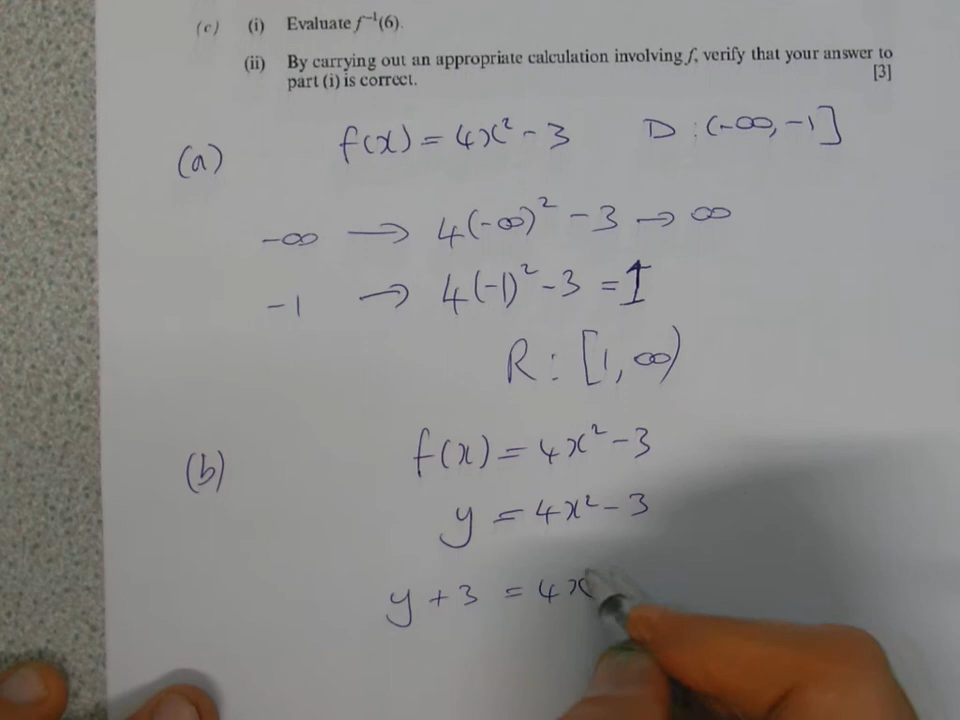 (c) (i) Evaluate f⁻¹(6).
(ii) By carrying out an appropriate calculation involving f, verify that your answer to
part (i) is correct. [3]
(a) f(x) = 4x² - 3 D : (-∞, -1]
-∞ → 4(-∞)² - 3 → ∞
-1 → 4(-1)² - 3 = 1
R : [1, ∞)
(b) f(x) = 4x² - 3
y = 4x² - 3
y + 3 = 4x